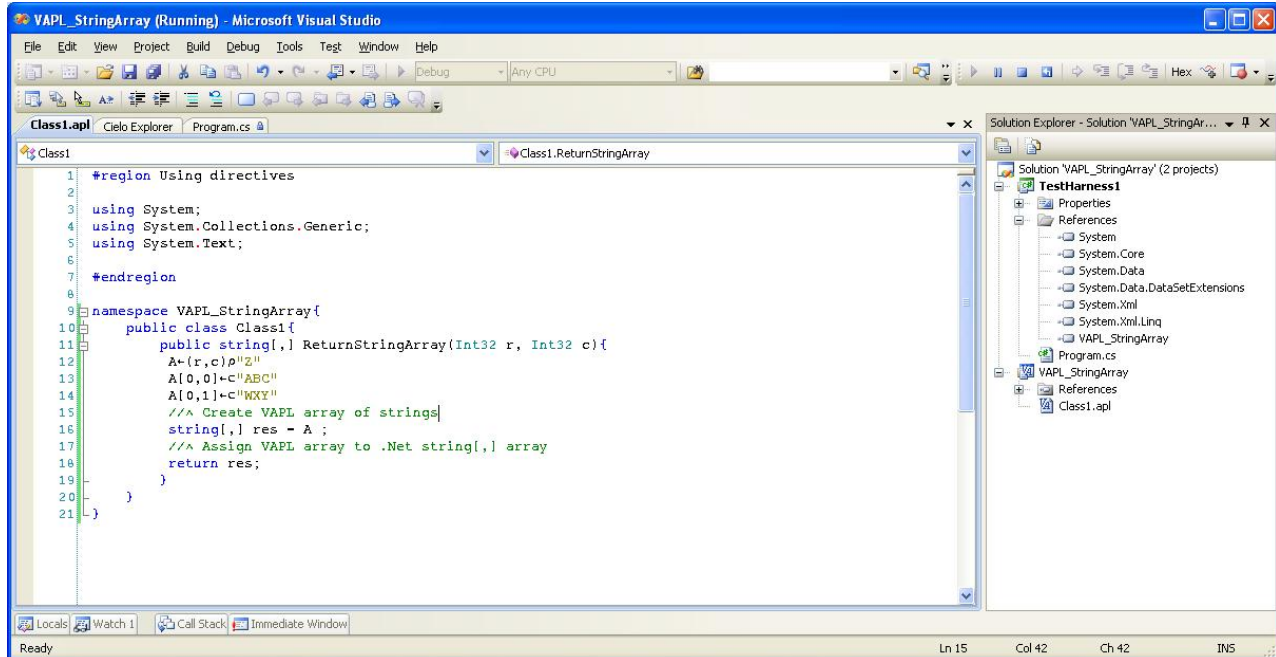 VAPL_StringArray (Running) - Microsoft Visual Studio
File Edit View Project Build Debug Tools Test Window Help
Debug Any CPU Hex
Class1.apl Cielo Explorer Program.cs
Class1 Class1.ReturnStringArray
1 #region Using directives
2
3 using System;
4 using System.Collections.Generic;
5 using System.Text;
6
7 #endregion
8
9 namespace VAPL_StringArray{
10 public class Class1{
11 public string[,] ReturnStringArray(Int32 r, Int32 c){
12 A←(r,c)⍴"Z"
13 A[0,0]←⊂"ABC"
14 A[0,1]←⊂"WXY"
15 //∧ Create VAPL array of strings
16 string[,] res = A ;
17 //∧ Assign VAPL array to .Net string[,] array
18 return res;
19 }
20 }
21 }
Solution Explorer - Solution 'VAPL_StringAr...
Solution 'VAPL_StringArray' (2 projects)
TestHarness1
Properties
References
System
System.Core
System.Data
System.Data.DataSetExtensions
System.Xml
System.Xml.Linq
VAPL_StringArray
Program.cs
VAPL_StringArray
References
Class1.apl
Locals Watch 1 Call Stack Immediate Window
Ready Ln 15 Col 42 Ch 42 INS